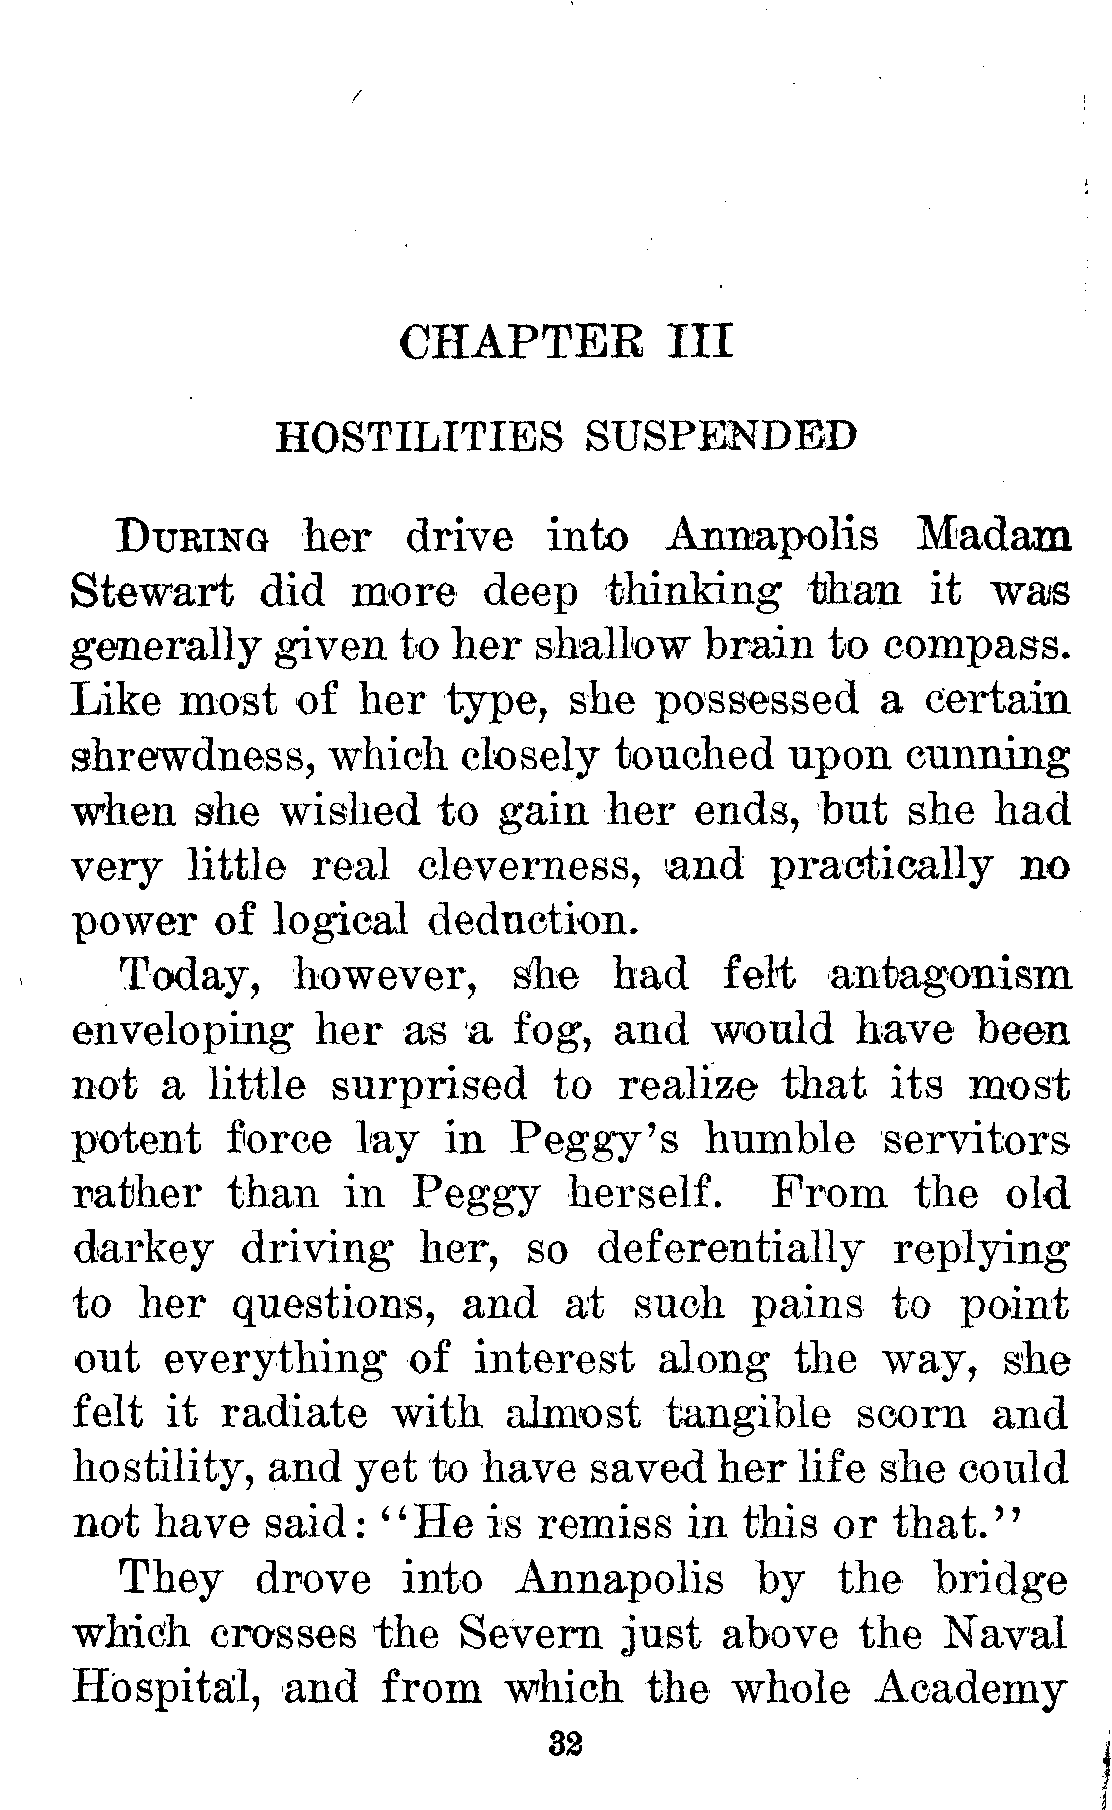 CHAPTER III
HOSTILITIES SUSPENDED
During her drive into Annapolis Madam
Stewart did more deep thinking than it was
generally given to her shallow brain to compass.
Like most of her type, she possessed a certain
shrewdness, which closely touched upon cunning
when she wished to gain her ends, but she had
very little real cleverness, and practically no
power of logical deduction.
Today, however, she had felt antagonism
enveloping her as a fog, and would have been
not a little surprised to realize that its most
potent force lay in Peggy's humble servitors
rather than in Peggy herself. From the old
darkey driving her, so deferentially replying
to her questions, and at such pains to point
out everything of interest along the way, she
felt it radiate with almost tangible scorn and
hostility, and yet to have saved her life she could
not have said: "He is remiss in this or that."
They drove into Annapolis by the bridge
which crosses the Severn just above the Naval
Hospital, and from which the whole Academy
32